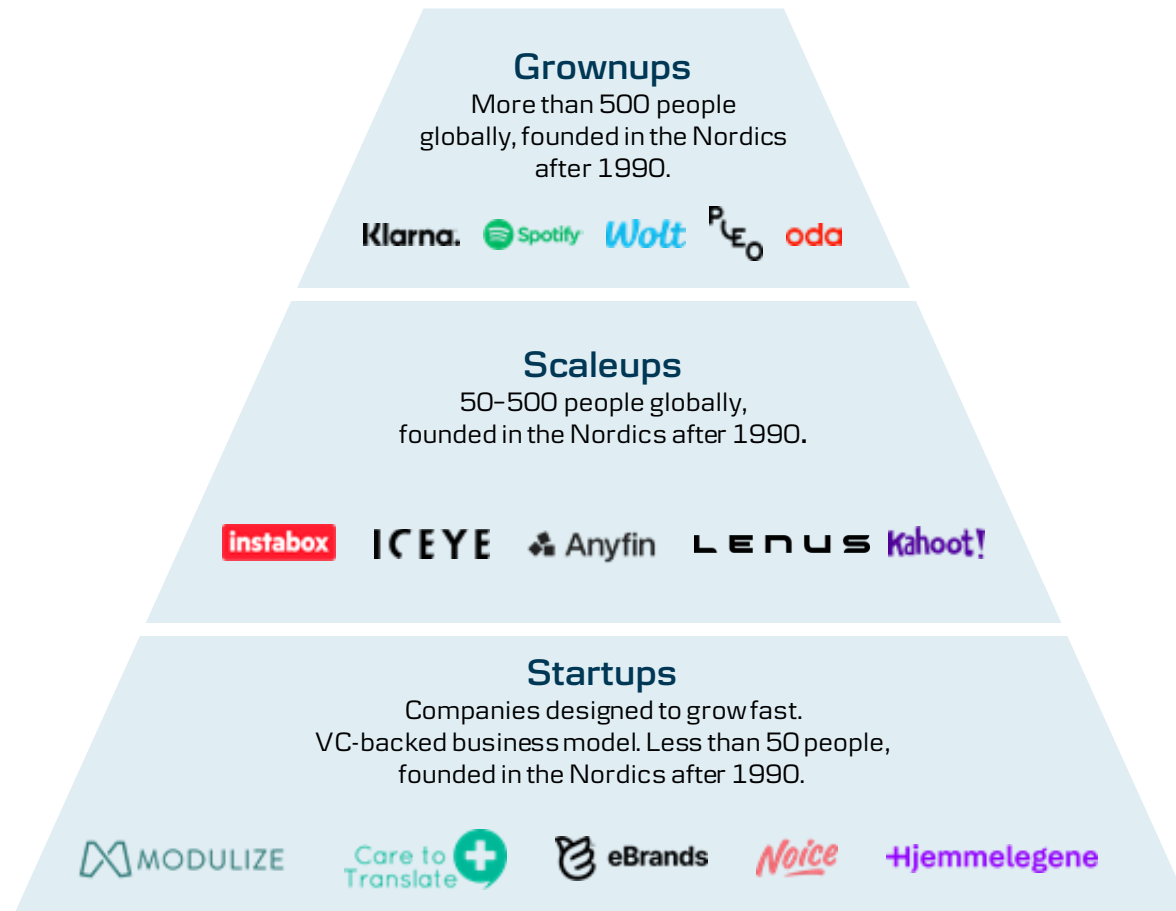 Grownups
More than 500 people
globally, founded in the Nordics
after 1990.
Klarna. Spotify Wolt PLEO oda
Scaleups
50–500 people globally,
founded in the Nordics after 1990.
instabox ICEYE Anyfin LENUS Kahoot!
Startups
Companies designed to grow fast.
VC-backed business model. Less than 50 people,
founded in the Nordics after 1990.
MODULIZE Care to Translate eBrands Noice Hjemmelegene